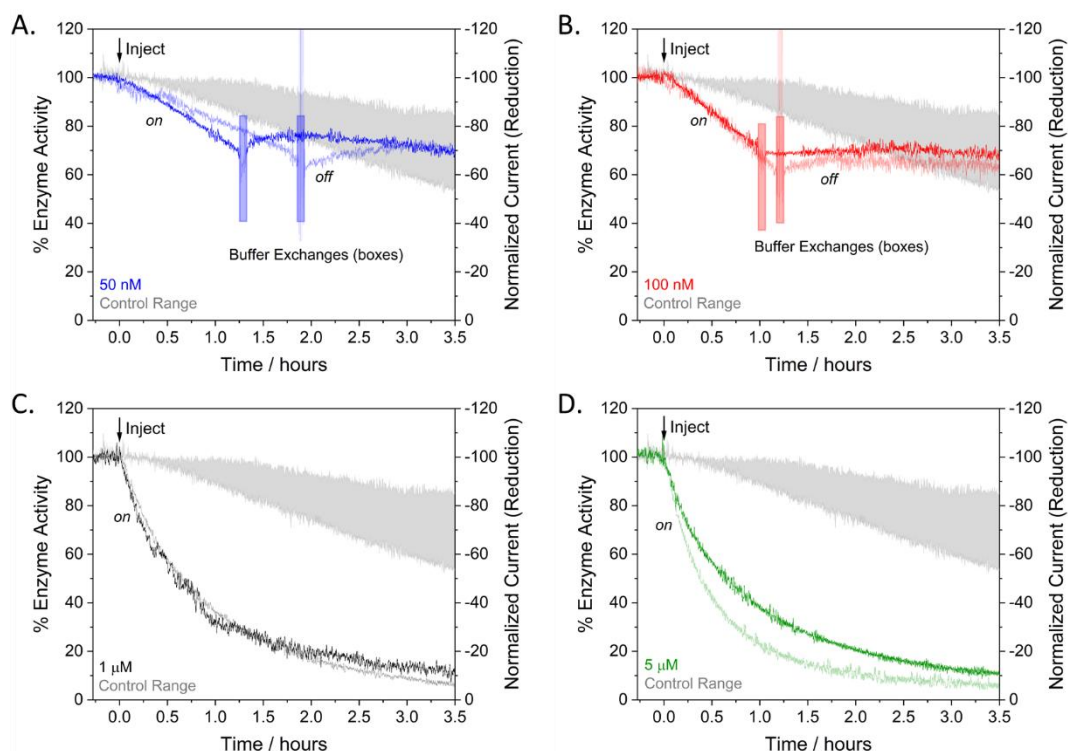 A.
B.
120
100
80
60
40
20
0
% Enzyme Activity
Inject
on
off
Buffer Exchanges (boxes)
50 nM
Control Range
-120
-100
-80
-60
-40
-20
0
Normalized Current (Reduction)
0.0 0.5 1.0 1.5 2.0 2.5 3.0 3.5
Time / hours
120
100
80
60
40
20
0
% Enzyme Activity
Inject
on
off
Buffer Exchanges (boxes)
100 nM
Control Range
-120
-100
-80
-60
-40
-20
0
Normalized Current (Reduction)
0.0 0.5 1.0 1.5 2.0 2.5 3.0 3.5
Time / hours
C.
D.
120
100
80
60
40
20
0
% Enzyme Activity
Inject
on
1 μM
Control Range
-120
-100
-80
-60
-40
-20
0
Normalized Current (Reduction)
0.0 0.5 1.0 1.5 2.0 2.5 3.0 3.5
Time / hours
120
100
80
60
40
20
0
% Enzyme Activity
Inject
on
5 μM
Control Range
-120
-100
-80
-60
-40
-20
0
Normalized Current (Reduction)
0.0 0.5 1.0 1.5 2.0 2.5 3.0 3.5
Time / hours